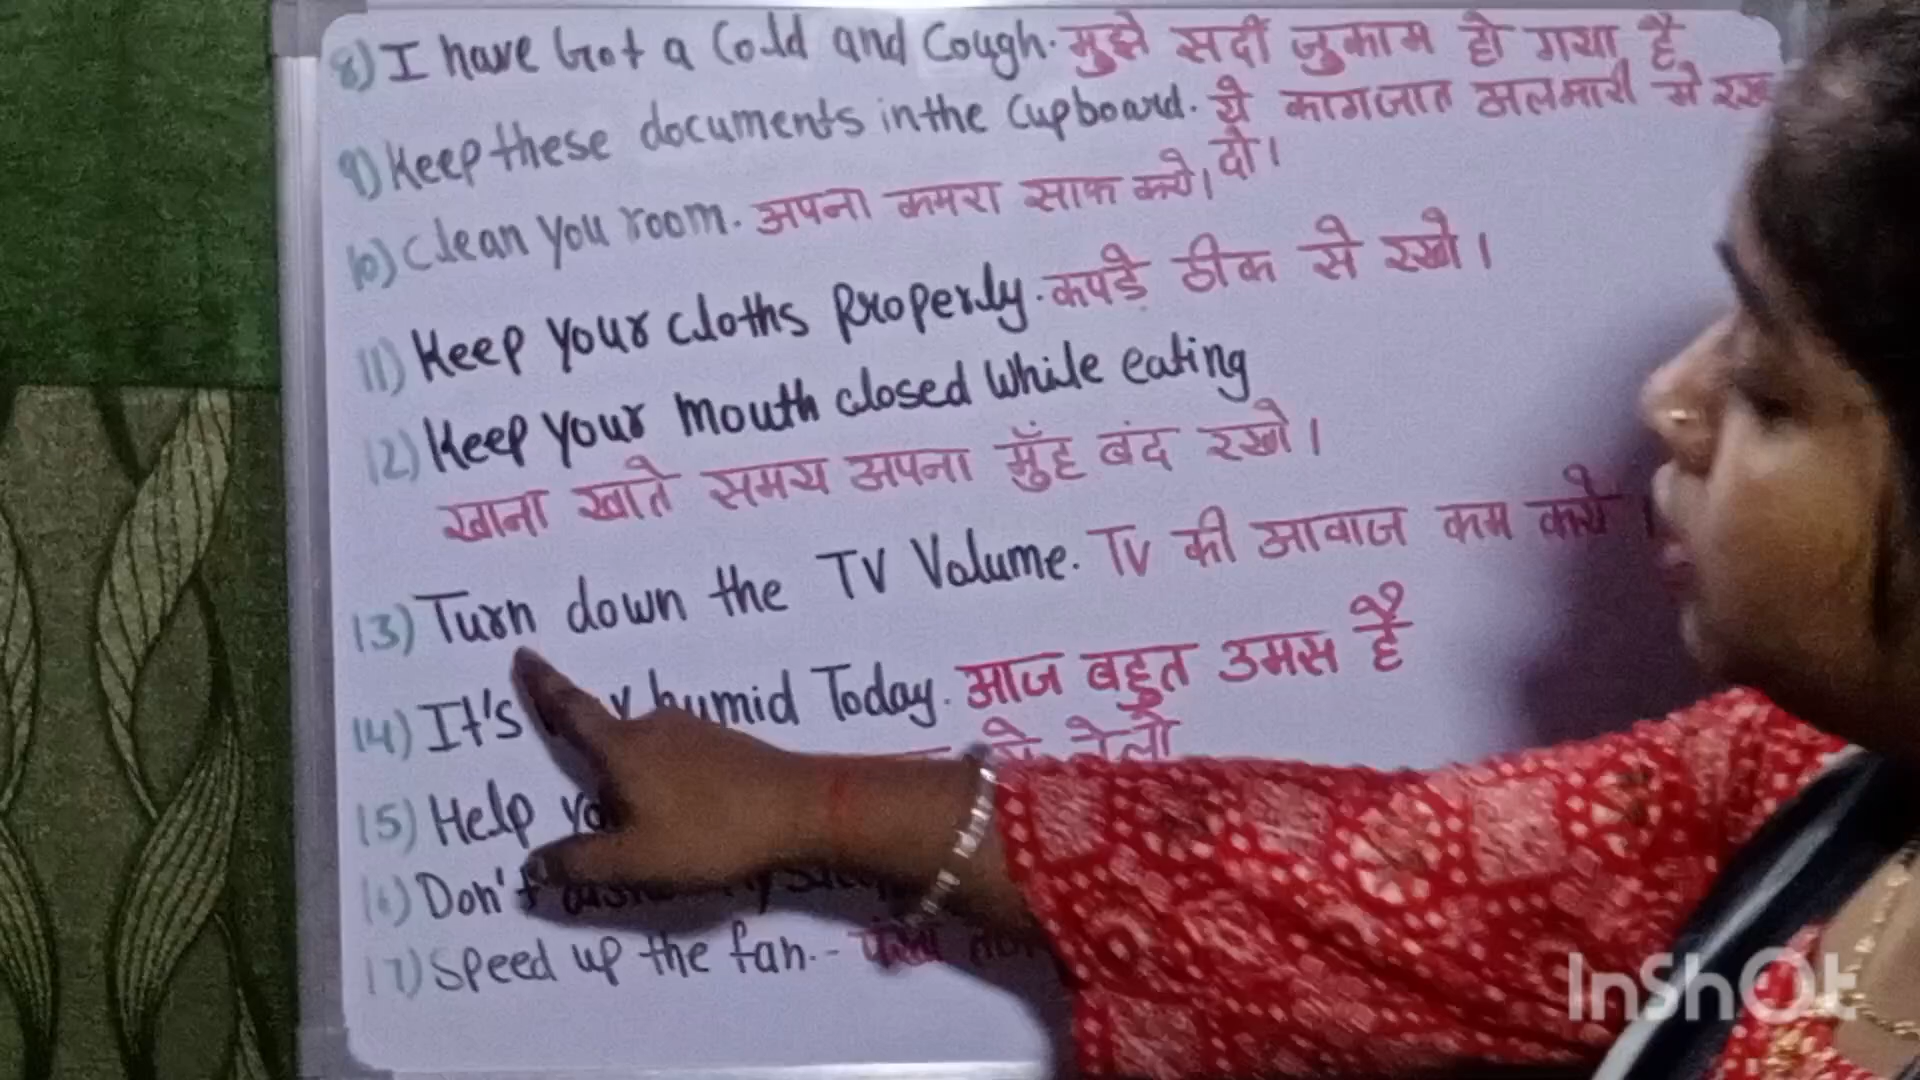 8) I have Got a Cold and Cough. मुझे सर्दी जुकाम हो गया है
9) Keep these documents in the Cupboard. ये कागजात अलमारी मे रख
दो।
10) Clean you room. अपना कमरा साफ करो।
11) Keep your cloths Properly. कपड़े ठीक से रखो।
12) Keep your mouth closed While eating
खाना खाते समय अपना मुँह बंद रखो।
13) Turn down the TV Volume. TV की आवाज कम करो।
14) It's humid Today. आज बहुत उमस है
15) Help लो
16) Don't
17) Speed up the fan. - पंखा
InShOt